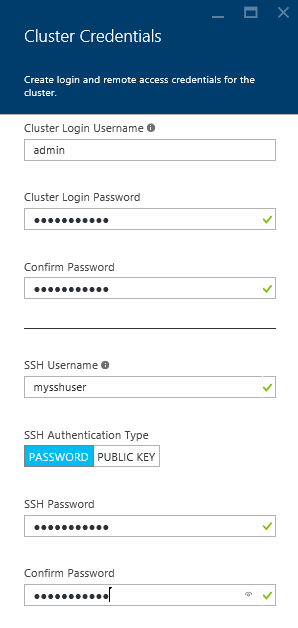 Cluster Credentials
Create login and remote access credentials for the
cluster.
Cluster Login Username
admin
Cluster Login Password
●●●●●●●●●●●
Confirm Password
●●●●●●●●●●●
SSH Username
mysshuser
SSH Authentication Type
PASSWORD PUBLIC KEY
SSH Password
●●●●●●●●●●●
Confirm Password
●●●●●●●●●●●